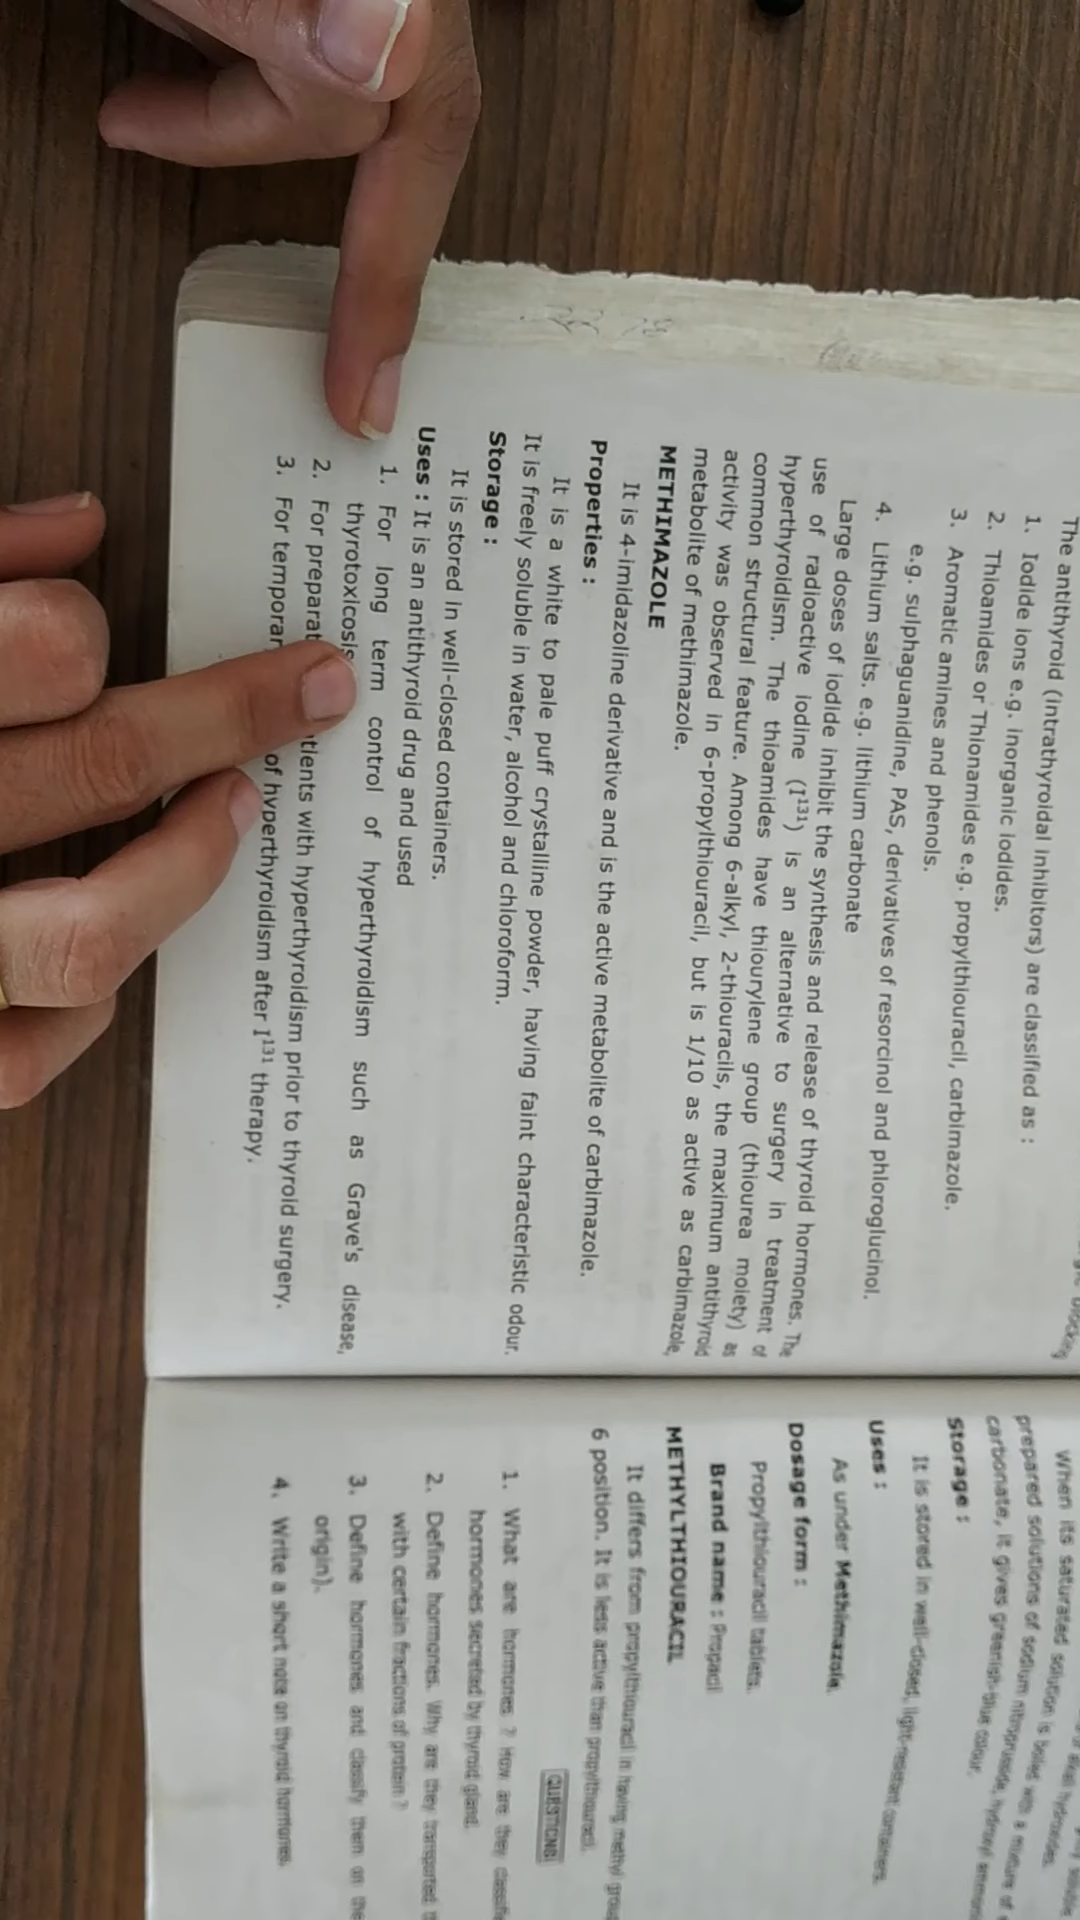 The antithyroid (intrathyroidal inhibitors) are classified as :
1. Iodide ions e.g. inorganic iodides.
2. Thioamides or Thionamides e.g. propylthiouracil, carbimazole.
3. Aromatic amines and phenols.
e.g. sulphaguanidine, PAS, derivatives of resorcinol and phloroglucinol.
4. Lithium salts. e.g. lithium carbonate
Large doses of iodide inhibit the synthesis and release of thyroid hormones. The
use of radioactive iodine (I131) is an alternative to surgery in treatment of
hyperthyroidism. The thioamides have thiourylene group (thiourea moiety) as
common structural feature. Among 6-alkyl, 2-thiouracils, the maximum antithyroid
activity was observed in 6-propylthiouracil, but is 1/10 as active as carbimazole,
metabolite of methimazole.
METHIMAZOLE
It is 4-imidazoline derivative and is the active metabolite of carbimazole.
Properties :
It is a white to pale puff crystalline powder, having faint characteristic odour.
It is freely soluble in water, alcohol and chloroform.
Storage :
It is stored in well-closed containers.
Uses : It is an antithyroid drug and used
1. For long term control of hyperthyroidism such as Grave's disease,
thyrotoxicosis
2. For with hyperthyroidism prior to thyroid surgery.
3. For of hyperthyroidism after I131 therapy.
When its saturated solution is boiled with a mixture of
prepared solutions of sodium nitroprusside, hydroxyl
carbonate, it gives greenish-blue colour.
Storage :
It is stored in well-closed, light-resistant containers.
Uses :
As under Methimazole.
Dosage form :
Propylthiouracil tablets.
Brand name : Propacil
METHYLTHIOURACIL
It differs from propylthiouracil in having methyl
6 position. It is less active than propylthiouracil.
QUESTIONS
1. What are hormones ? How are they
hormones secreted by thyroid gland.
2. Define hormones. Why are they transported
with certain fractions of protein ?
3. Define hormones and classify them on the
origin).
4. Write a short note on thyroid hormones.